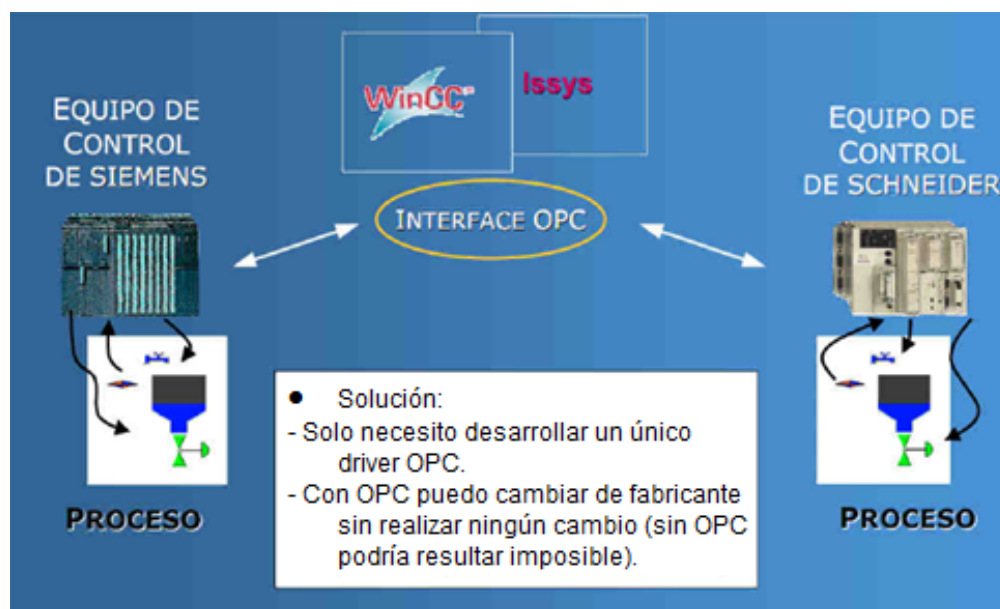 WinCC
Issys
EQUIPO DE
CONTROL
DE SIEMENS
EQUIPO DE
CONTROL
DE SCHNEIDER
INTERFACE OPC
● Solución:
- Solo necesito desarrollar un único
driver OPC.
- Con OPC puedo cambiar de fabricante
sin realizar ningún cambio (sin OPC
podría resultar imposible).
PROCESO
PROCESO